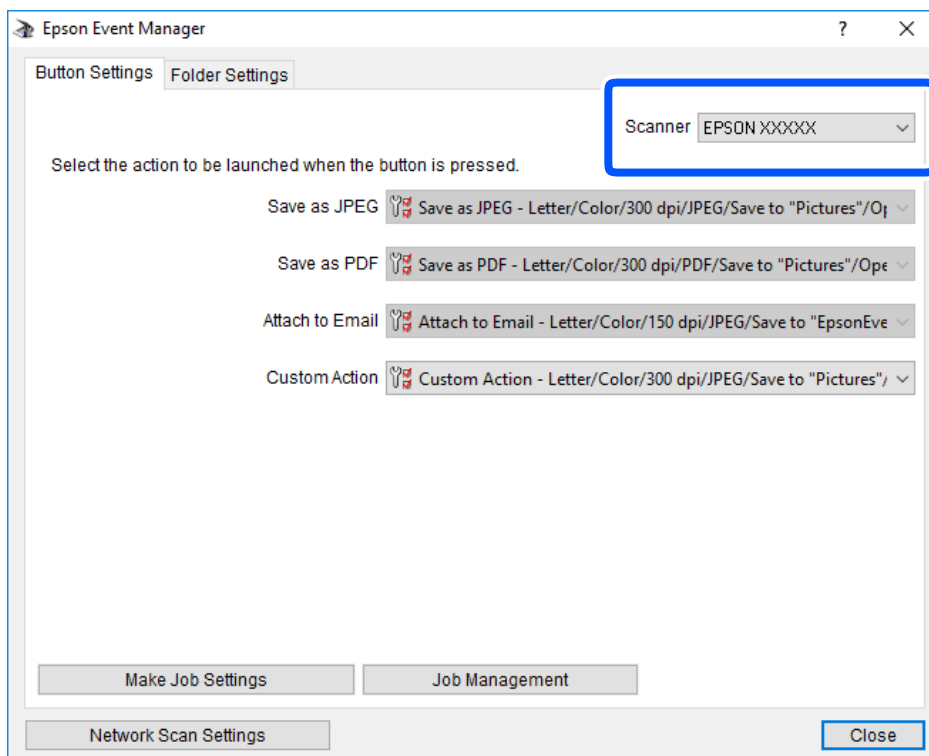 Epson Event Manager
Button Settings Folder Settings
Scanner EPSON XXXXX
Select the action to be launched when the button is pressed.
Save as JPEG Save as JPEG - Letter/Color/300 dpi/JPEG/Save to "Pictures"/Op
Save as PDF Save as PDF - Letter/Color/300 dpi/PDF/Save to "Pictures"/Ope
Attach to Email Attach to Email - Letter/Color/150 dpi/JPEG/Save to "EpsonEve
Custom Action Custom Action - Letter/Color/300 dpi/JPEG/Save to "Pictures"/
Make Job Settings Job Management
Network Scan Settings Close